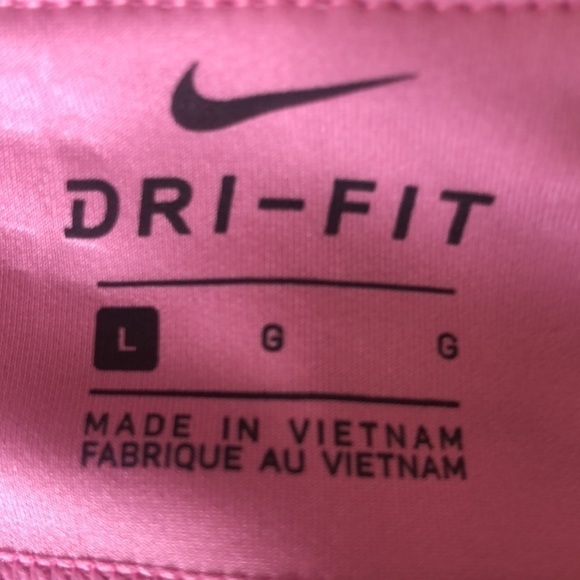 DRI-FIT
L G G
MADE IN VIETNAM
FABRIQUE AU VIETNAM